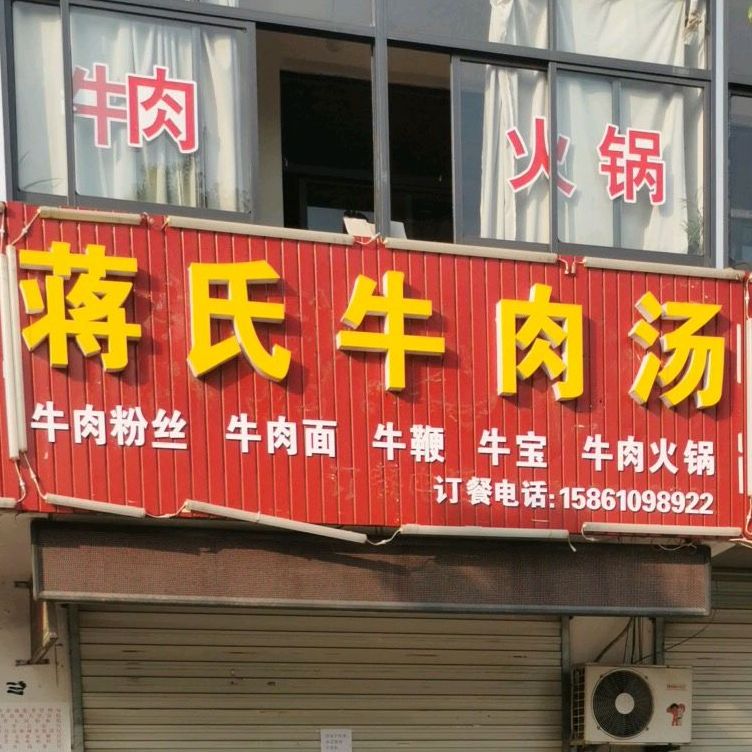 牛肉 火锅
蒋氏牛肉汤
牛肉粉丝 牛肉面 牛鞭 牛宝 牛肉火锅
订餐电话:15861098922